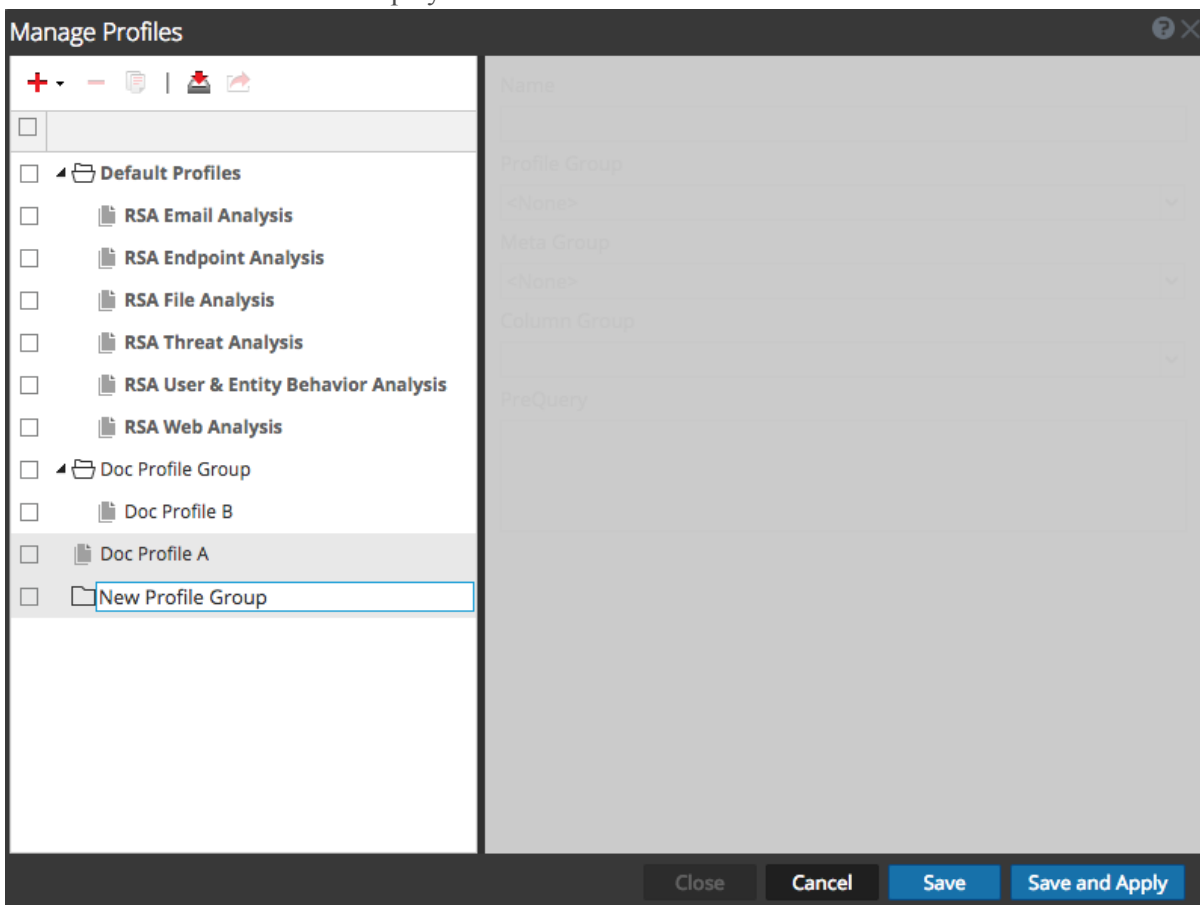 Manage Profiles
Default Profiles
RSA Email Analysis
RSA Endpoint Analysis
RSA File Analysis
RSA Threat Analysis
RSA User & Entity Behavior Analysis
RSA Web Analysis
Doc Profile Group
Doc Profile B
Doc Profile A
New Profile Group
Name
Profile Group
<None>
Meta Group
<None>
Column Group
PreQuery
Close Cancel Save Save and Apply